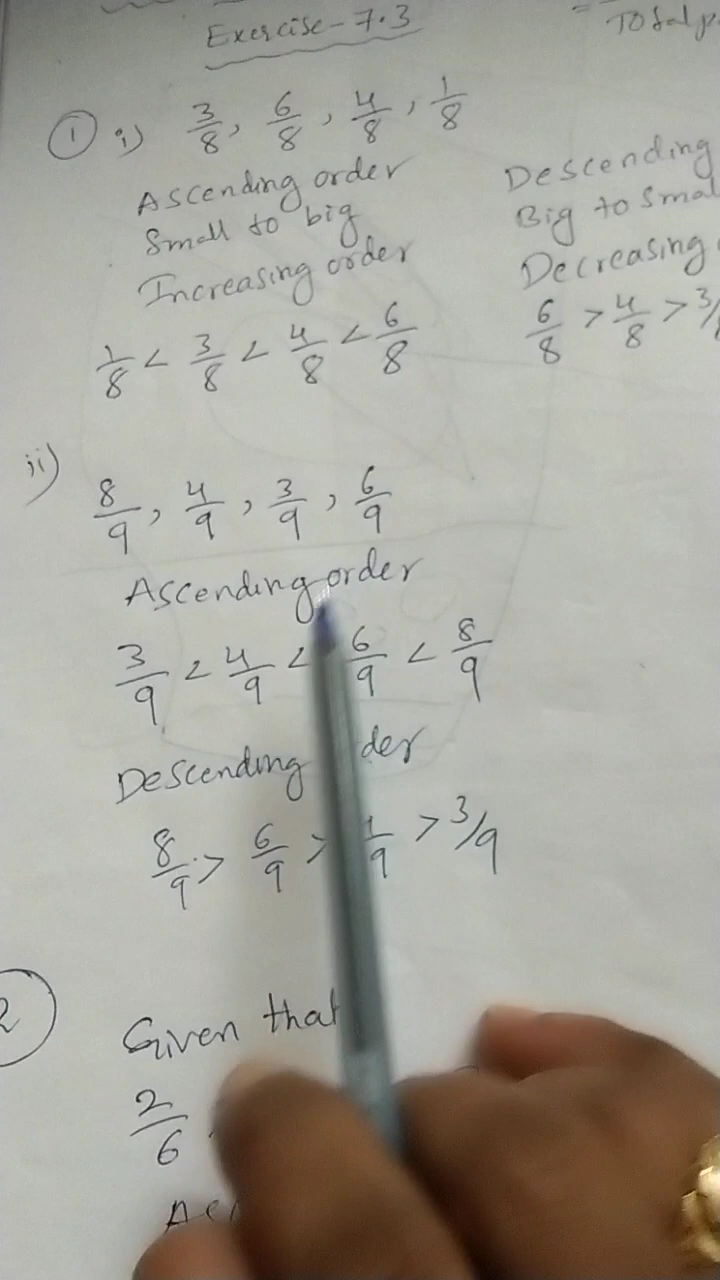 Exercise - 7.3
① i) 3/8, 6/8, 4/8, 1/8
Ascending order
Small to big
Increasing order
1/8 < 3/8 < 4/8 < 6/8
Descending
Big to
Decreasing
6/8 > 4/8 >
ii)
8/9, 4/9, 3/9, 6/9
Ascending order
3/9 < 4/9 < 6/9 < 8/9
Descending
8/9 > 6/9 > > 3/9
2
Given that
2/6